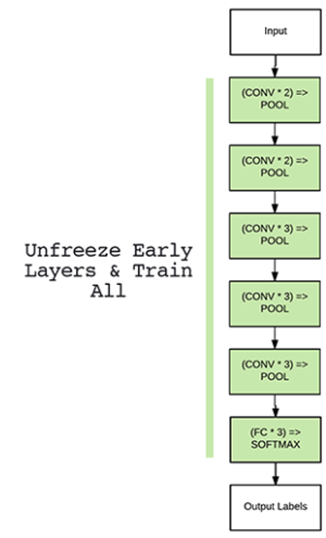 Input
(CONV * 2) =>
POOL
(CONV * 2) =>
POOL
(CONV * 3) =>
POOL
Unfreeze Early
Layers & Train
All
(CONV * 3) =>
POOL
(CONV * 3) =>
POOL
(FC * 3) =>
SOFTMAX
Output Labels